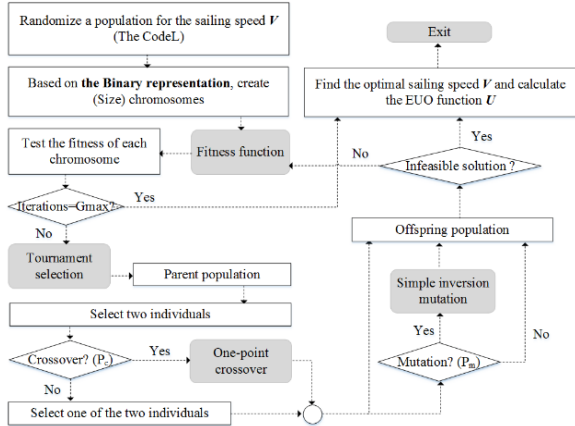 Randomize a population for the sailing speed V
(The CodeL)
Based on the Binary representation, create
(Size) chromosomes
Test the fitness of each
chromosome
Fitness function
Iterations=Gmax?
Yes
No
Tournament
selection
Parent population
Select two individuals
Crossover? (Pc)
Yes
One-point
crossover
No
Select one of the two individuals
Exit
Find the optimal sailing speed V and calculate
the EUO function U
Yes
No
Infeasible solution ?
Offspring population
Simple inversion
mutation
Yes
No
Mutation? (Pm)